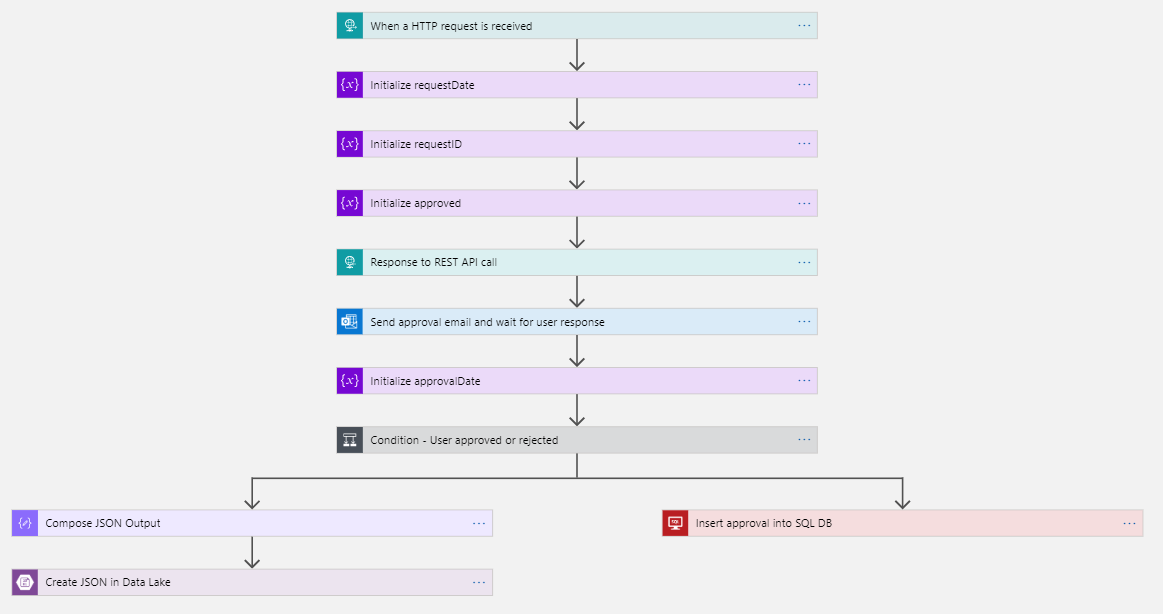 When a HTTP request is received
{x} Initialize requestDate
{x} Initialize requestID
{x} Initialize approved
Response to REST API call
Send approval email and wait for user response
{x} Initialize approvalDate
Condition - User approved or rejected
Compose JSON Output
SQL Insert approval into SQL DB
Create JSON in Data Lake